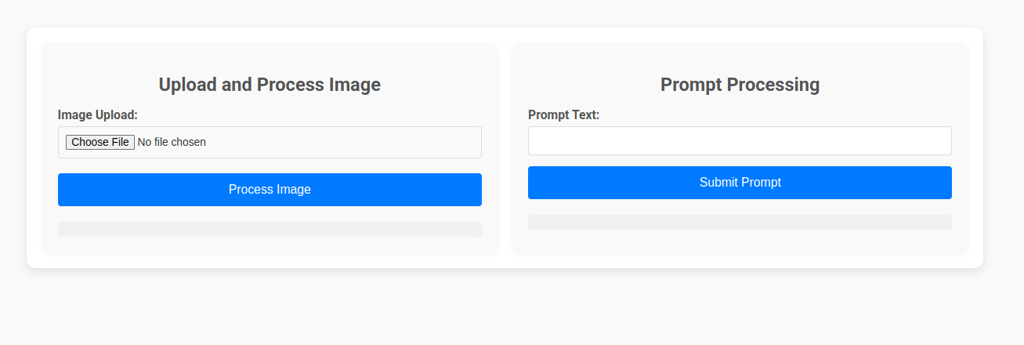 Upload and Process Image
Image Upload:
Choose File No file chosen
Process Image
Prompt Processing
Prompt Text:
Submit Prompt